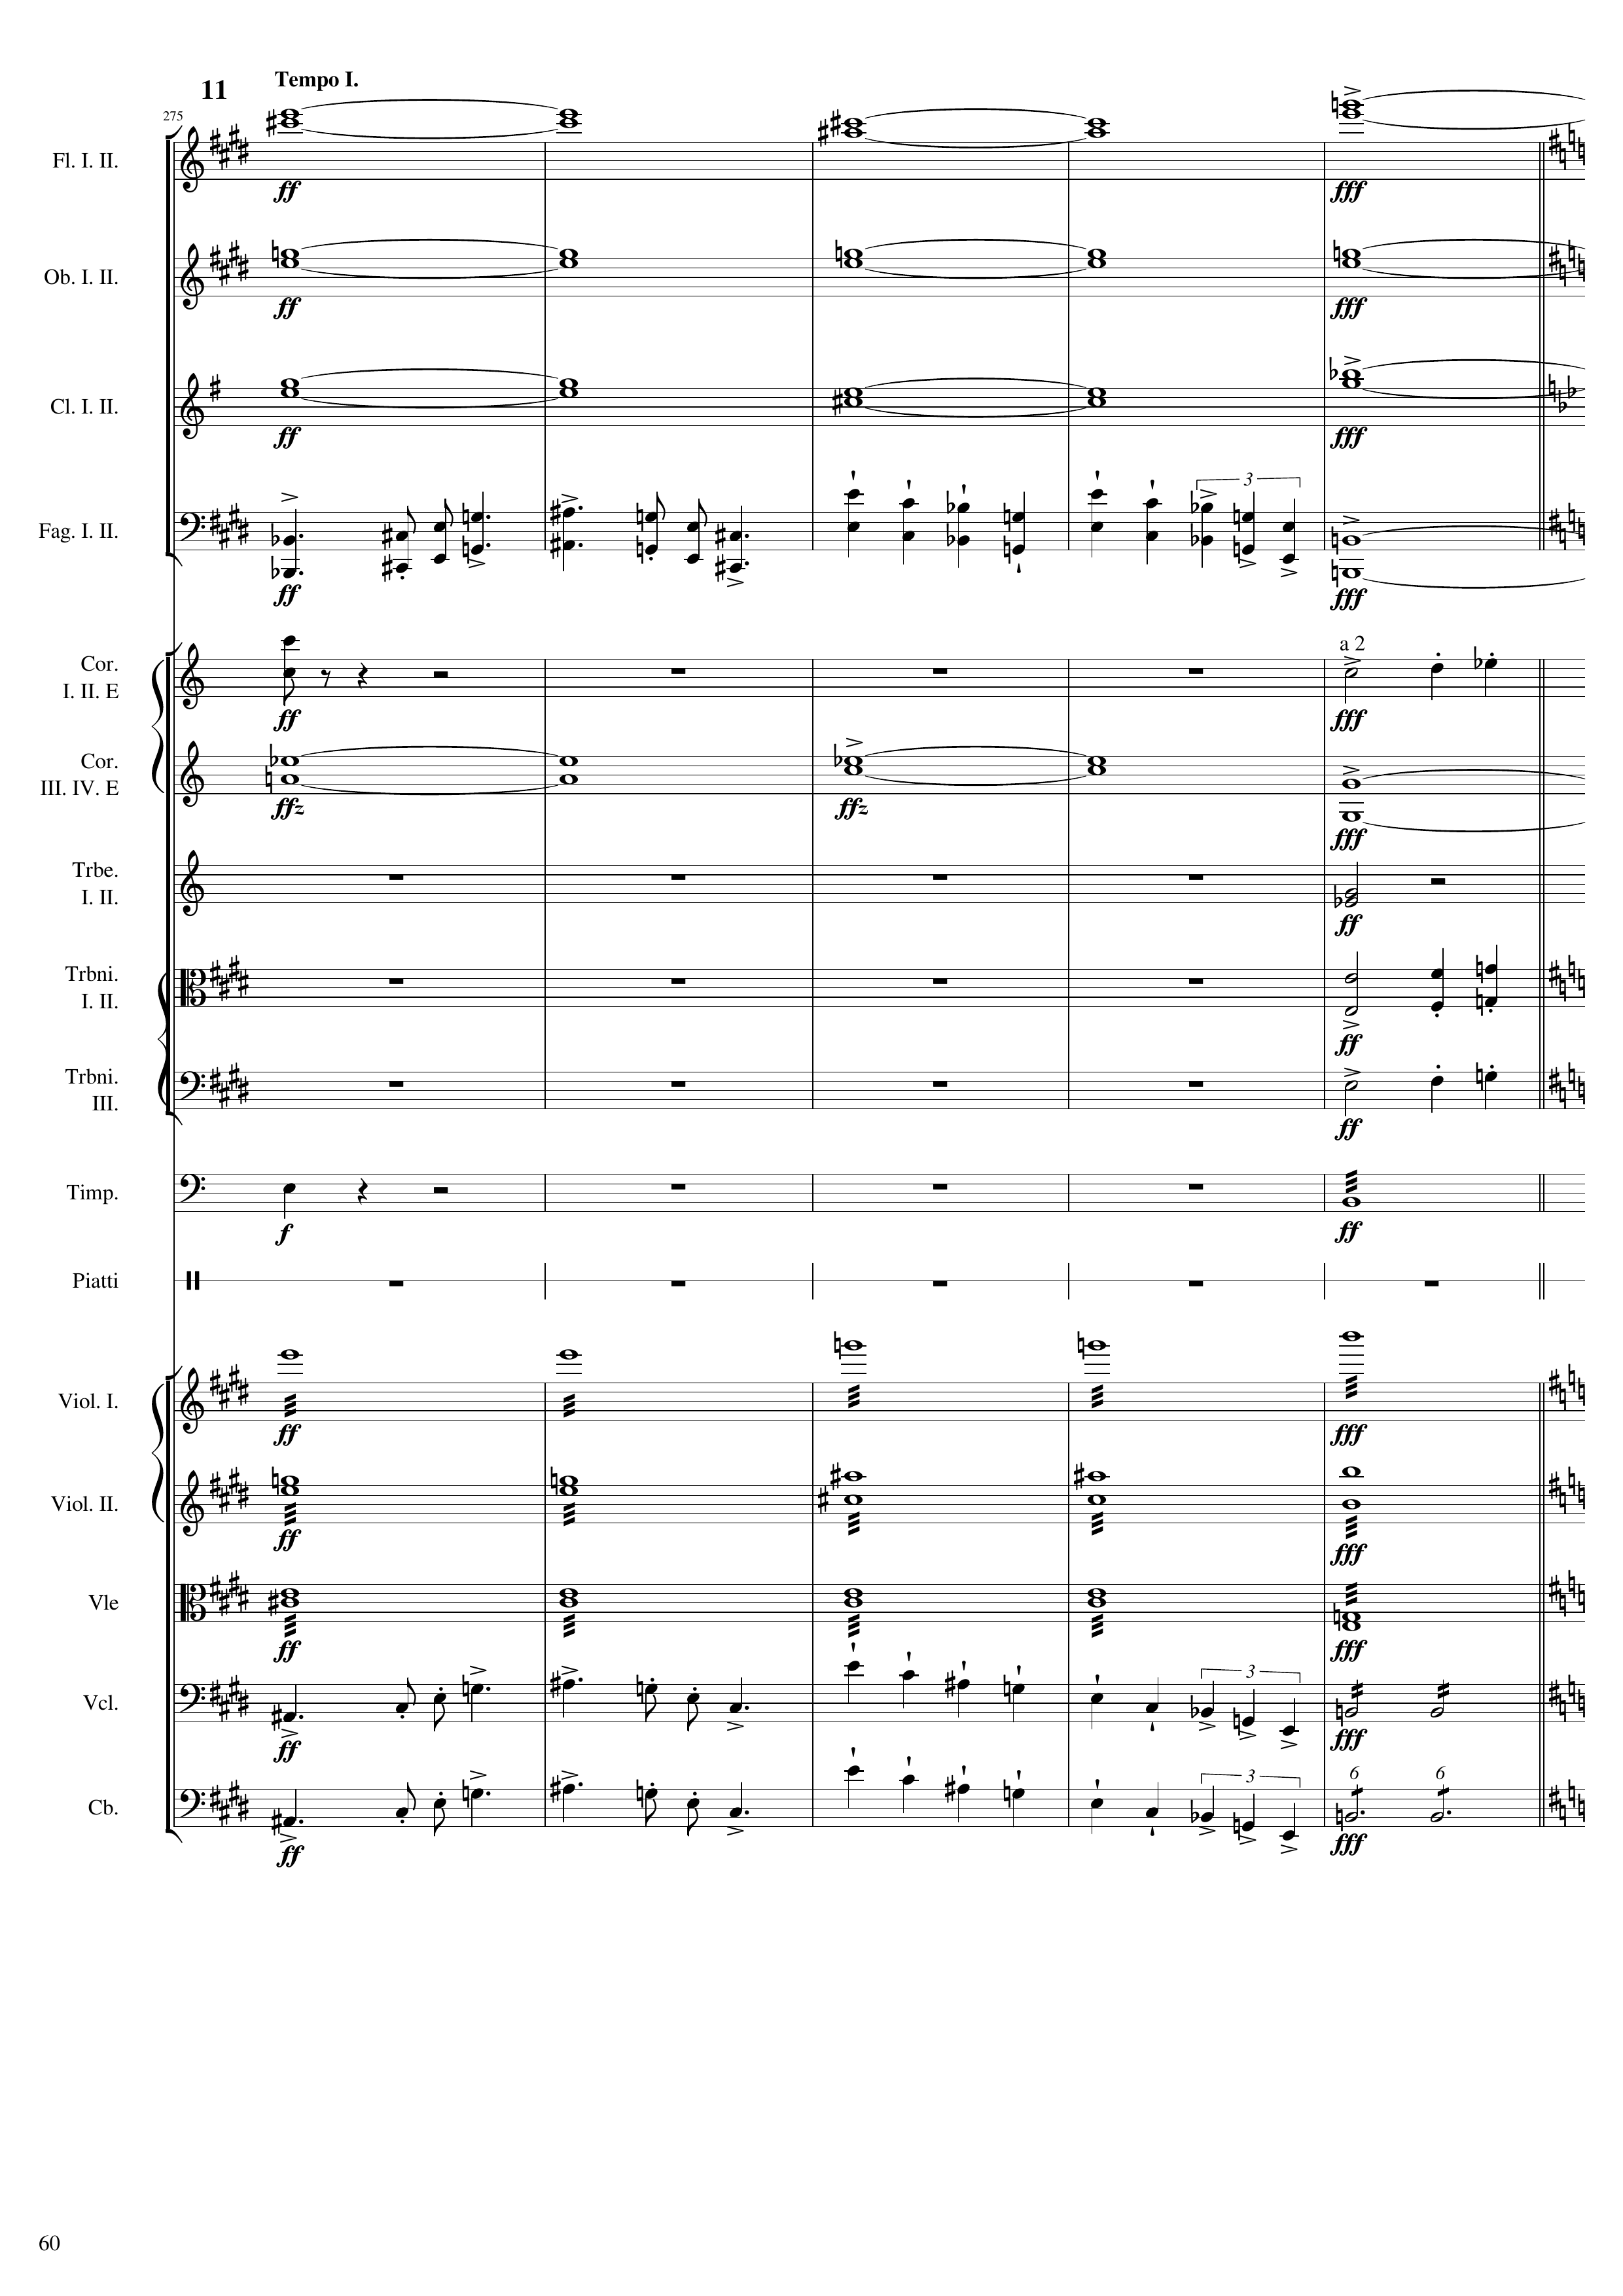 11 Tempo I.
275
Fl. I. II.
ff fff
Ob. I. II.
ff fff
Cl. I. II.
ff fff
3
Fag. I. II.
ff fff
a 2
Cor.
I. II. E
ff fff
Cor.
III. IV. E
ffz ffz fff
Trbe.
I. II.
ff
Trbni.
I. II.
ff
Trbni.
III.
ff
Timp.
f ff
Piatti
Viol. I.
ff fff
Viol. II.
ff fff
Vle
ff fff
3
Vcl.
ff fff
3 6 6
Cb.
ff fff
60